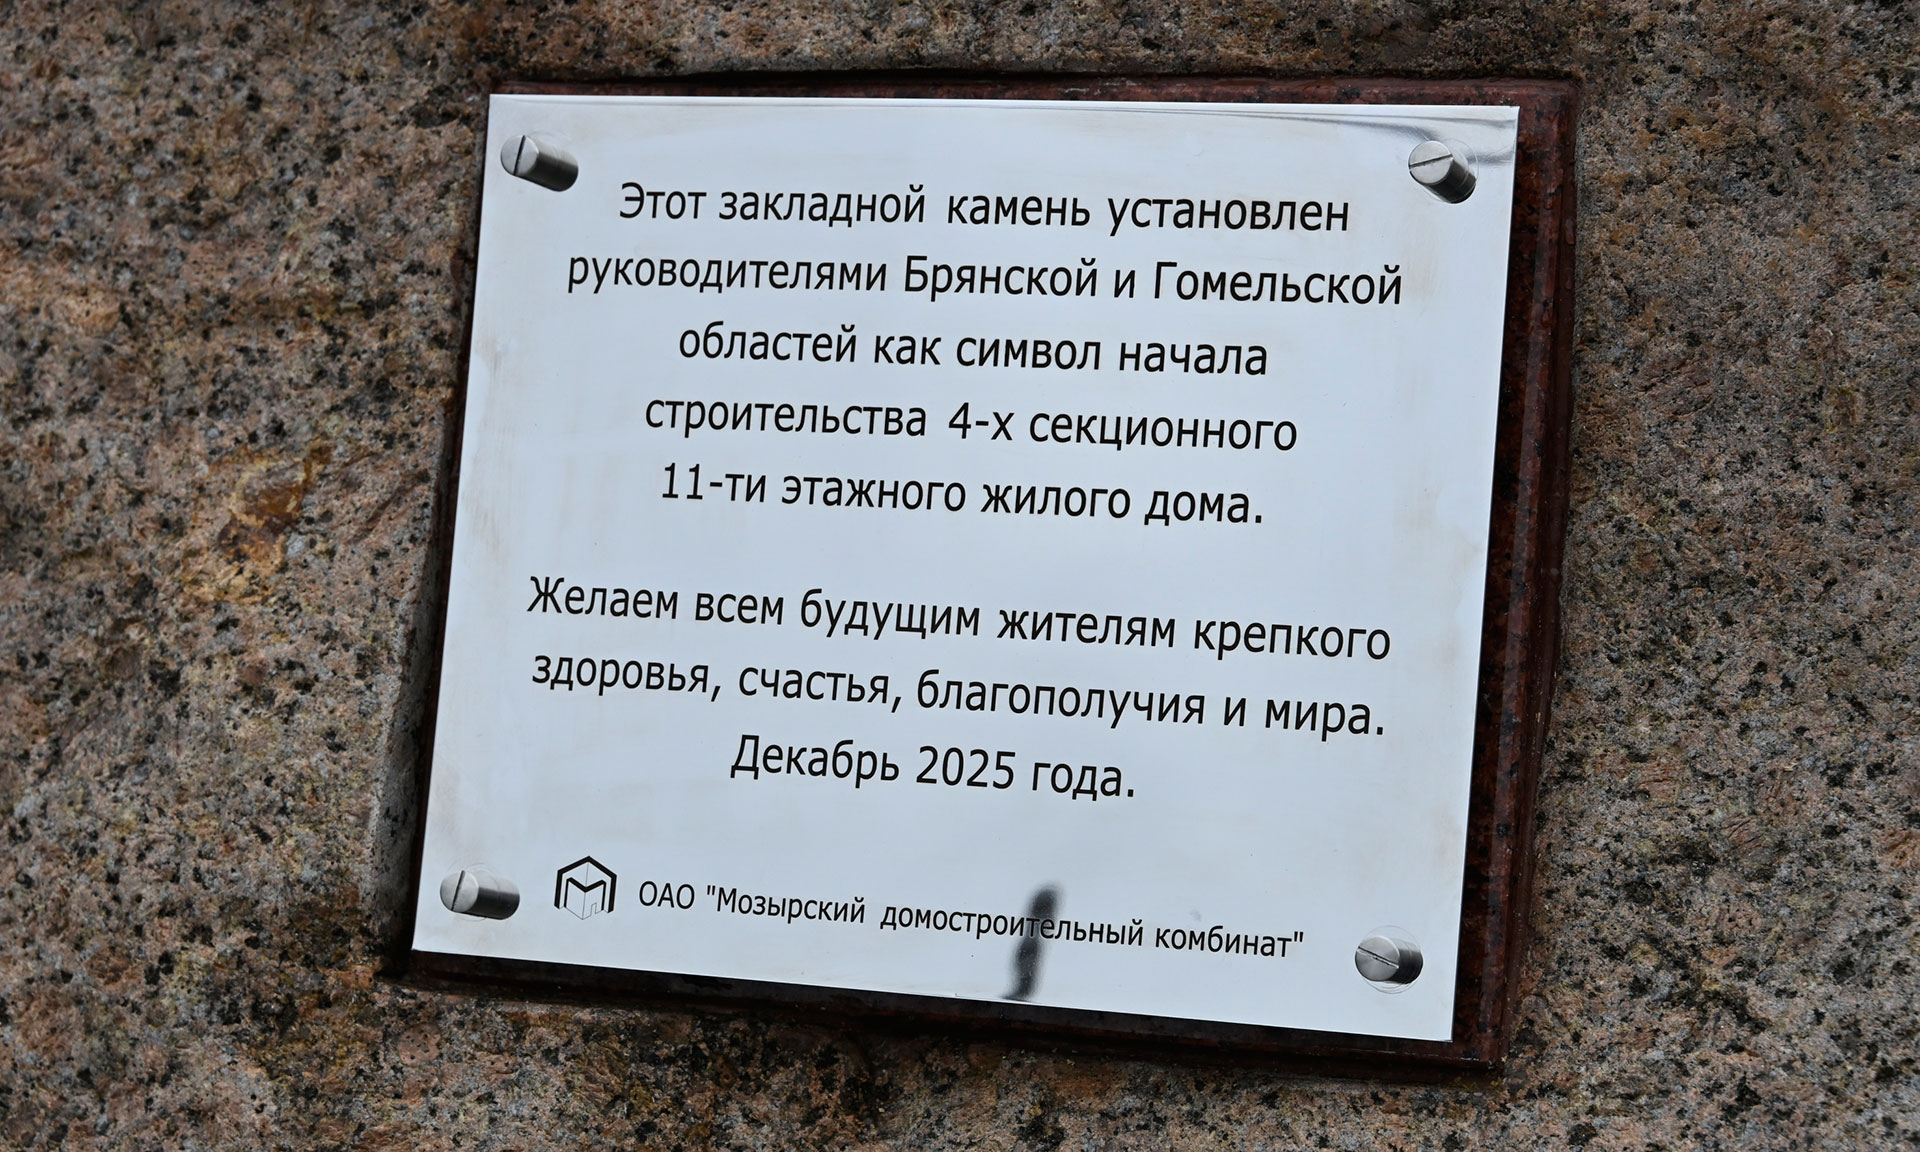 Этот закладной камень установлен
руководителями Брянской и Гомельской
областей как символ начала
строительства 4-х секционного
11-ти этажного жилого дома.
Желаем всем будущим жителям крепкого
здоровья, счастья, благополучия и мира.
Декабрь 2025 года.
ОАО "Мозырский домостроительный комбинат"